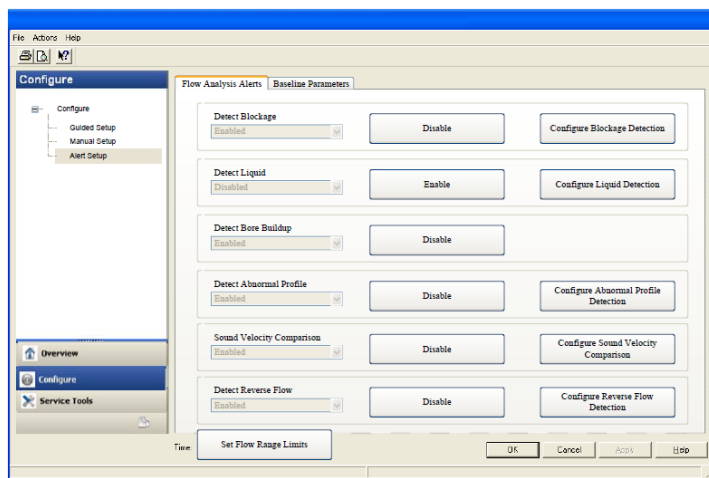 File Actions Help
Configure
Configure
Guided Setup
Manual Setup
Alert Setup
Overview
Configure
Service Tools
Flow Analysis Alerts Baseline Parameters
Detect Blockage
Enabled Disable Configure Blockage Detection
Detect Liquid
Disabled Enable Configure Liquid Detection
Detect Bore Buildup
Enabled Disable
Detect Abnormal Profile
Enabled Disable Configure Abnormal Profile
Detection
Sound Velocity Comparison
Enabled Disable Configure Sound Velocity
Comparison
Detect Reverse Flow
Enabled Disable Configure Reverse Flow
Detection
Time: Set Flow Range Limits
OK Cancel Apply Help